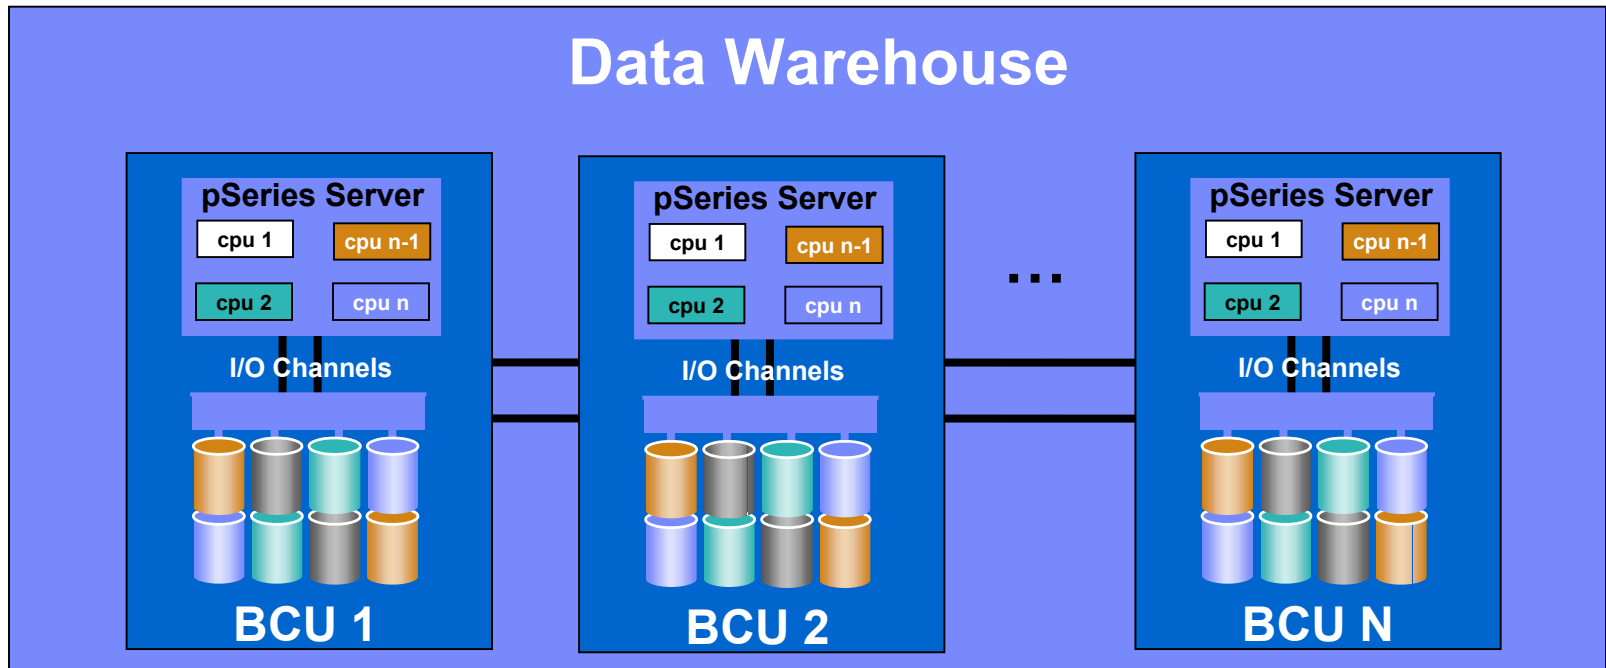 Data Warehouse
pSeries Server
cpu 1
cpu n-1
cpu 2
cpu n
I/O Channels
BCU 1
pSeries Server
cpu 1
cpu n-1
cpu 2
cpu n
I/O Channels
BCU 2
...
pSeries Server
cpu 1
cpu n-1
cpu 2
cpu n
I/O Channels
BCU N